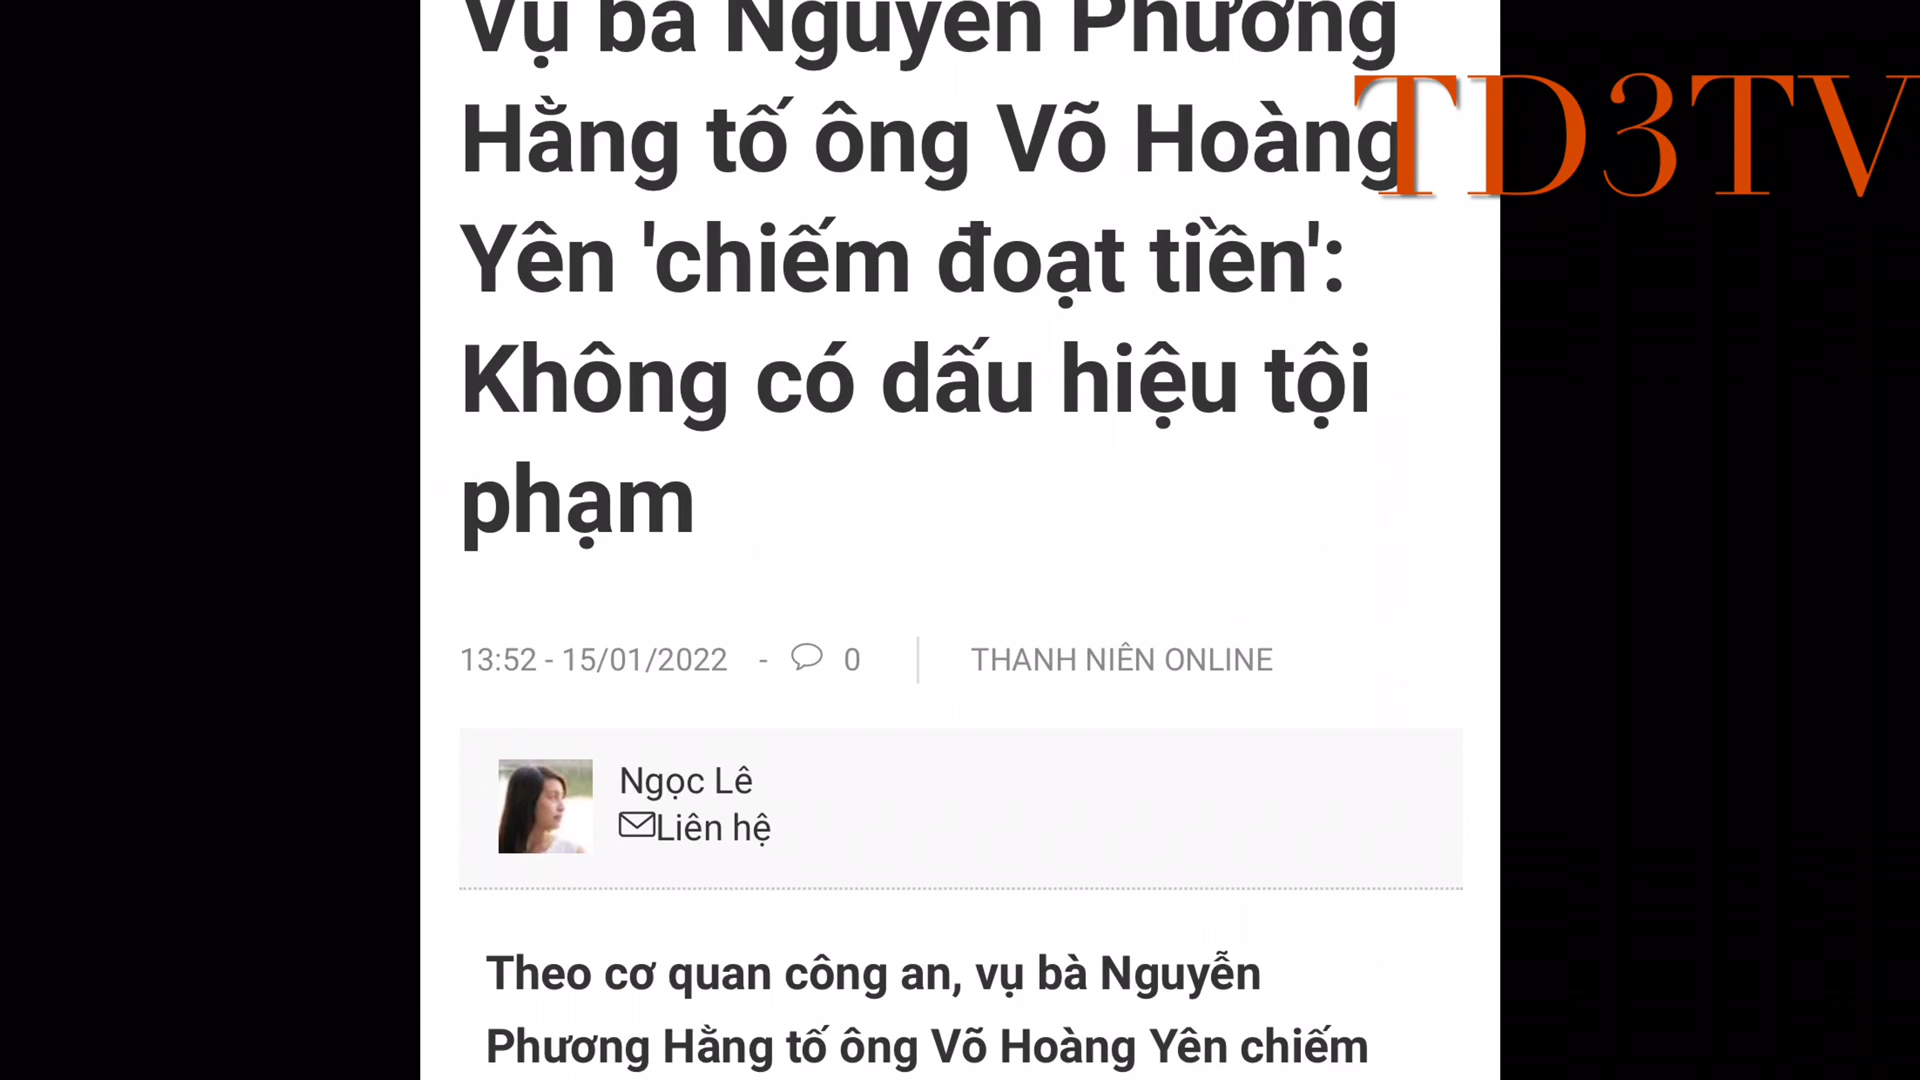 Vụ bà Nguyễn Phương
Hằng tố ông Võ Hoàng
Yên 'chiếm đoạt tiền':
Không có dấu hiệu tội
phạm
TD3TV
13:52 - 15/01/2022 - 0 THANH NIÊN ONLINE
Ngọc Lê
Liên hệ
Theo cơ quan công an, vụ bà Nguyễn
Phương Hằng tố ông Võ Hoàng Yên chiếm